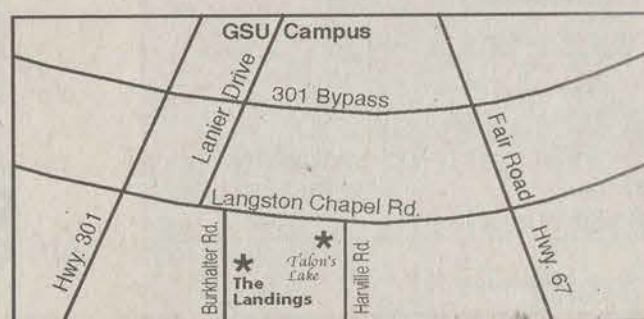 GSU Campus
Lanier Drive
301 Bypass
Fair Road
Langston Chapel Rd.
Hwy. 301
Burkhalter Rd.
*
The
Landings
*
Talon's
Lake
Harville Rd.
Hwy. 67